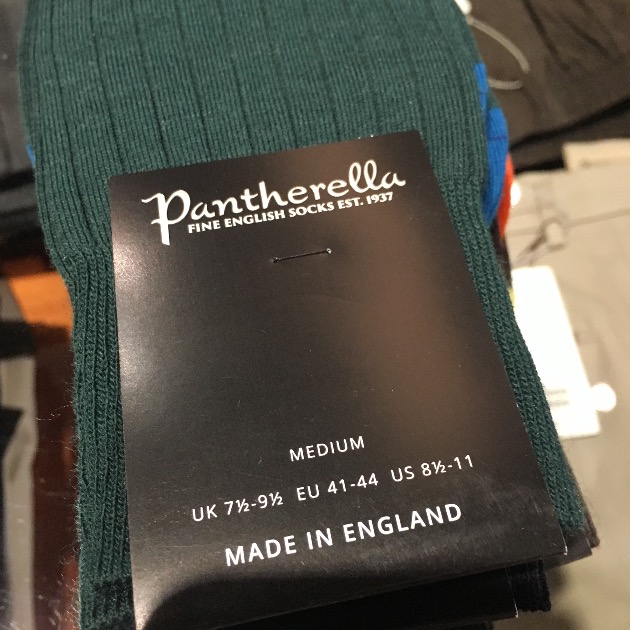 Pantherella
FINE ENGLISH SOCKS EST. 1937
MEDIUM
UK 7½-9½ EU 41-44 US 8½-11
MADE IN ENGLAND